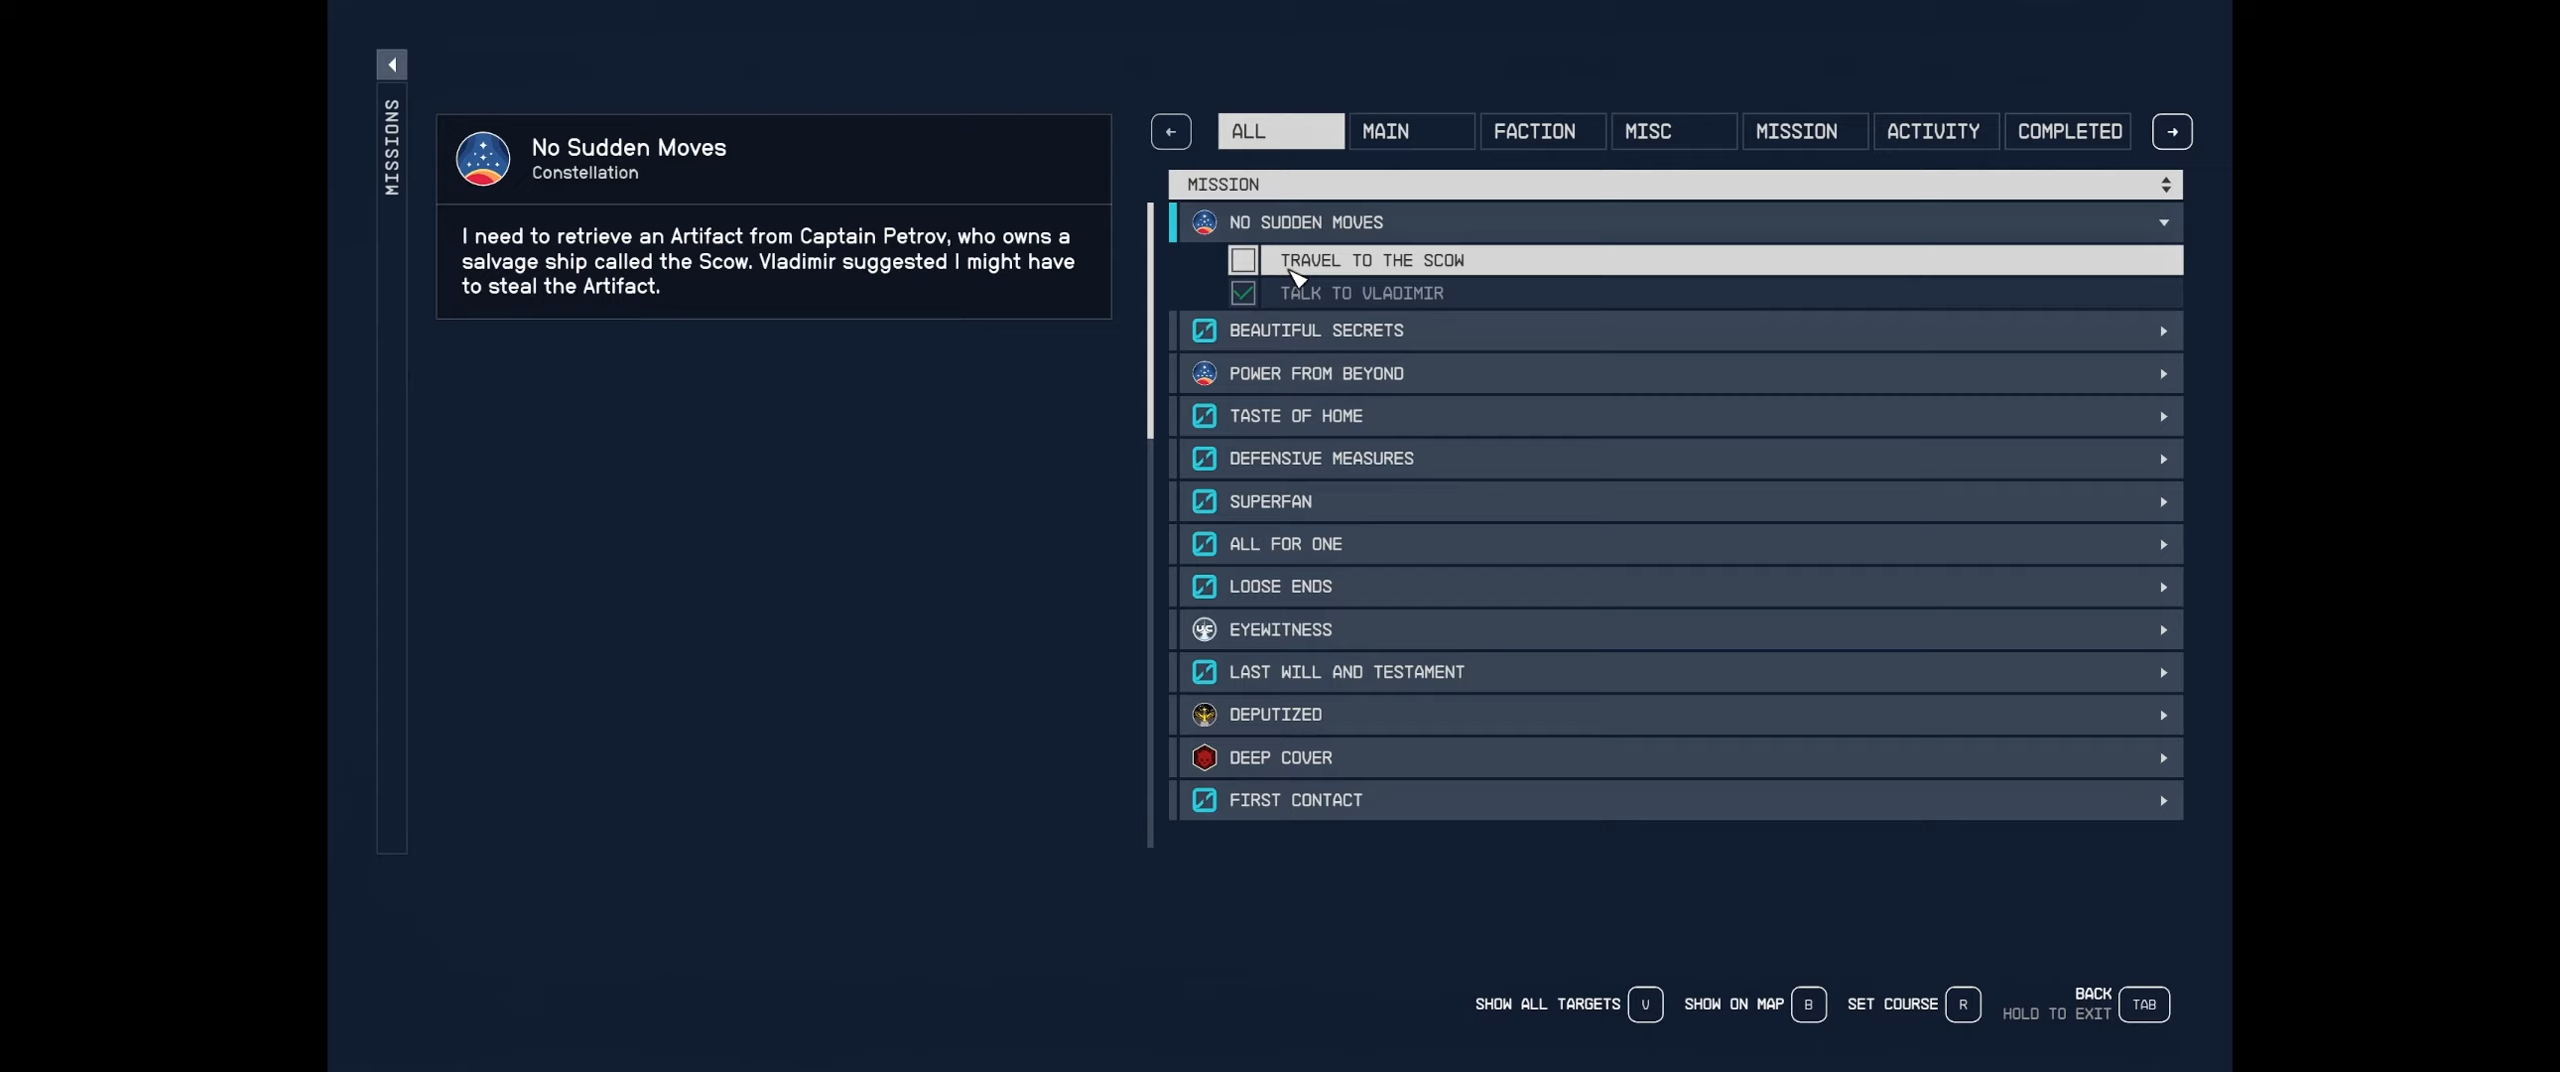 MISSIONS
No Sudden Moves
Constellation
I need to retrieve an Artifact from Captain Petrov, who owns a
salvage ship called the Scow. Vladimir suggested I might have
to steal the Artifact.
ALL
MAIN
FACTION
MISC
MISSION
ACTIVITY
COMPLETED
MISSION
NO SUDDEN MOVES
TRAVEL TO THE SCOW
TALK TO VLADIMIR
BEAUTIFUL SECRETS
POWER FROM BEYOND
TASTE OF HOME
DEFENSIVE MEASURES
SUPERFAN
ALL FOR ONE
LOOSE ENDS
UC
EYEWITNESS
LAST WILL AND TESTAMENT
DEPUTIZED
DEEP COVER
FIRST CONTACT
SHOW ALL TARGETS V
SHOW ON MAP B
SET COURSE R
BACK
HOLD TO EXIT
TAB